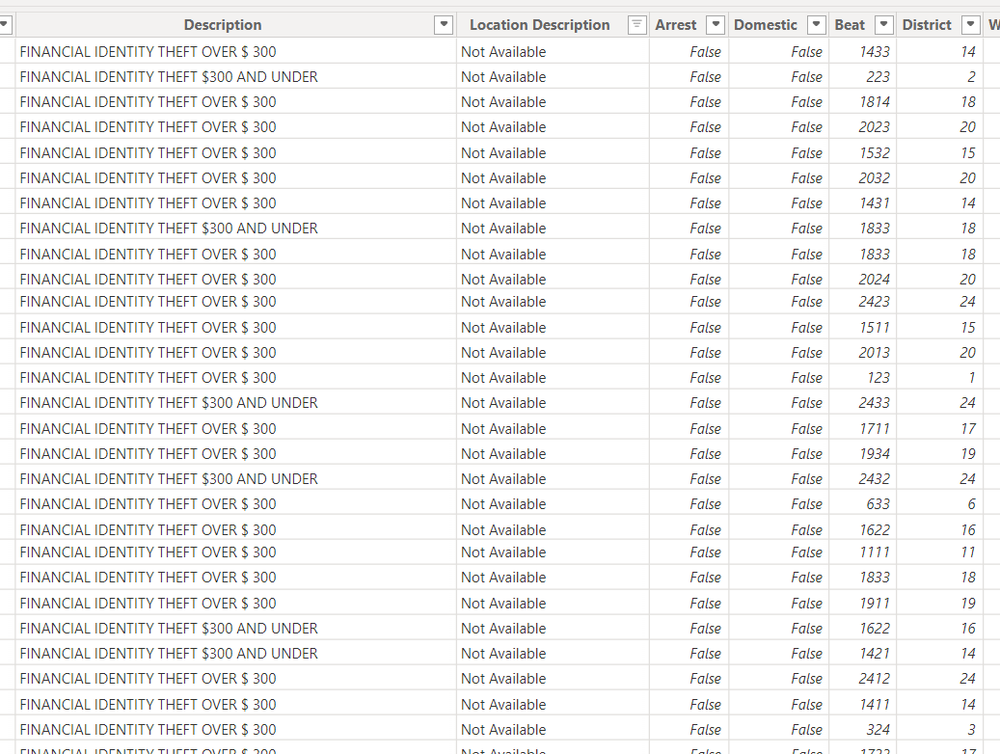 Description Location Description Arrest Domestic Beat District W
FINANCIAL IDENTITY THEFT OVER $ 300 Not Available False False 1433 14
FINANCIAL IDENTITY THEFT $300 AND UNDER Not Available False False 223 2
FINANCIAL IDENTITY THEFT OVER $ 300 Not Available False False 1814 18
FINANCIAL IDENTITY THEFT OVER $ 300 Not Available False False 2023 20
FINANCIAL IDENTITY THEFT OVER $ 300 Not Available False False 1532 15
FINANCIAL IDENTITY THEFT OVER $ 300 Not Available False False 2032 20
FINANCIAL IDENTITY THEFT OVER $ 300 Not Available False False 1431 14
FINANCIAL IDENTITY THEFT $300 AND UNDER Not Available False False 1833 18
FINANCIAL IDENTITY THEFT OVER $ 300 Not Available False False 1833 18
FINANCIAL IDENTITY THEFT OVER $ 300 Not Available False False 2024 20
FINANCIAL IDENTITY THEFT OVER $ 300 Not Available False False 2423 24
FINANCIAL IDENTITY THEFT OVER $ 300 Not Available False False 1511 15
FINANCIAL IDENTITY THEFT OVER $ 300 Not Available False False 2013 20
FINANCIAL IDENTITY THEFT OVER $ 300 Not Available False False 123 1
FINANCIAL IDENTITY THEFT $300 AND UNDER Not Available False False 2433 24
FINANCIAL IDENTITY THEFT OVER $ 300 Not Available False False 1711 17
FINANCIAL IDENTITY THEFT OVER $ 300 Not Available False False 1934 19
FINANCIAL IDENTITY THEFT $300 AND UNDER Not Available False False 2432 24
FINANCIAL IDENTITY THEFT OVER $ 300 Not Available False False 633 6
FINANCIAL IDENTITY THEFT OVER $ 300 Not Available False False 1622 16
FINANCIAL IDENTITY THEFT OVER $ 300 Not Available False False 1111 11
FINANCIAL IDENTITY THEFT OVER $ 300 Not Available False False 1833 18
FINANCIAL IDENTITY THEFT OVER $ 300 Not Available False False 1911 19
FINANCIAL IDENTITY THEFT $300 AND UNDER Not Available False False 1622 16
FINANCIAL IDENTITY THEFT $300 AND UNDER Not Available False False 1421 14
FINANCIAL IDENTITY THEFT OVER $ 300 Not Available False False 2412 24
FINANCIAL IDENTITY THEFT OVER $ 300 Not Available False False 1411 14
FINANCIAL IDENTITY THEFT OVER $ 300 Not Available False False 324 3
FINANCIAL IDENTITY THEFT OVER $ 300 Not Available False False 17